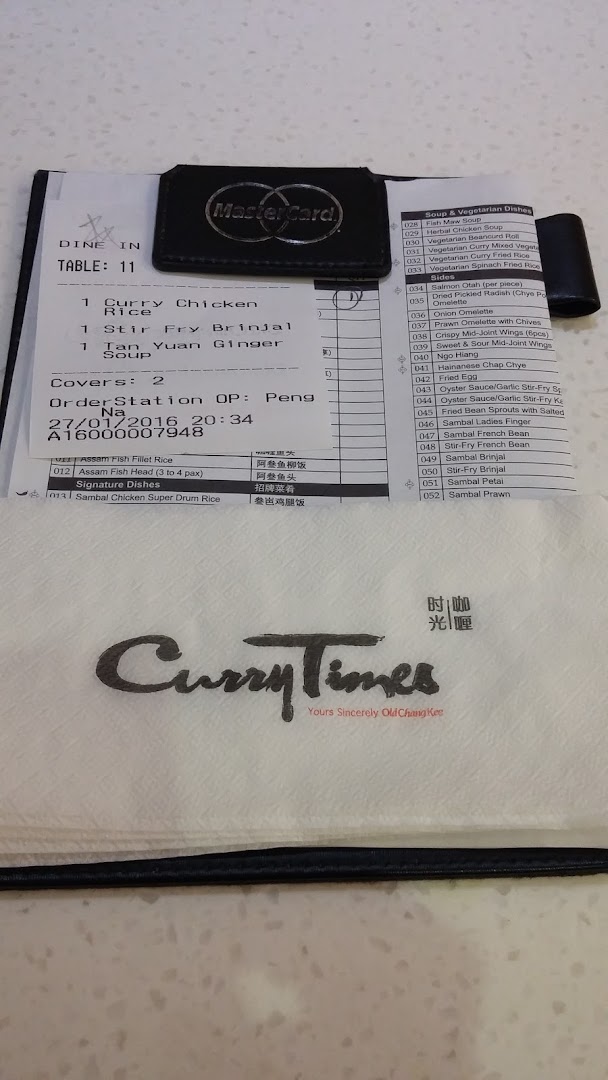 MasterCard
DINE IN
TABLE: 11
1 Curry Chicken
Rice
1 Stir Fry Brinjal
1 Tan Yuan Ginger
Soup
Covers: 2
OrderStation OP: Peng
Na
27/01/2016 20:34
A16000007948
1
011 Assam Fish Fillet Rice 阿叁鱼柳饭
012 Assam Fish Head (3 to 4 pax) 阿叁鱼头
Signature Dishes 招牌菜肴
013 Sambal Chicken Super Drum Rice 叁峇鸡腿饭
Soup & Vegetarian Dishes
028 Fish Maw Soup
029 Herbal Chicken Soup
030 Vegetarian Beancurd Roll
031 Vegetarian Curry Mixed
032 Vegetarian Curry Fried Rice
033 Vegetarian Spinach Fried Rice
Sides
034 Salmon Otah (per piece)
035 Dried Pickled Radish (Chye
Omelette
036 Onion Omelette
037 Prawn Omelette with Chives
038 Crispy Mid-Joint Wings (6pcs)
039 Sweet & Sour Mid-Joint Wings
040 Ngo Hiang
041 Hainanese Chap Chye
042 Fried Egg
043 Oyster Sauce/Garlic Stir-Fry
044 Oyster Sauce/Garlic Stir-Fry
045 Fried Bean Sprouts with Salted
046 Sambal Ladies Finger
047 Sambal French Bean
048 Stir-Fry French Bean
049 Sambal Brinjal
050 Stir-Fry Brinjal
051 Sambal Petai
052 Sambal Prawn
咖喱
时光
Curry Times
Yours Sincerely Old Chang Kee